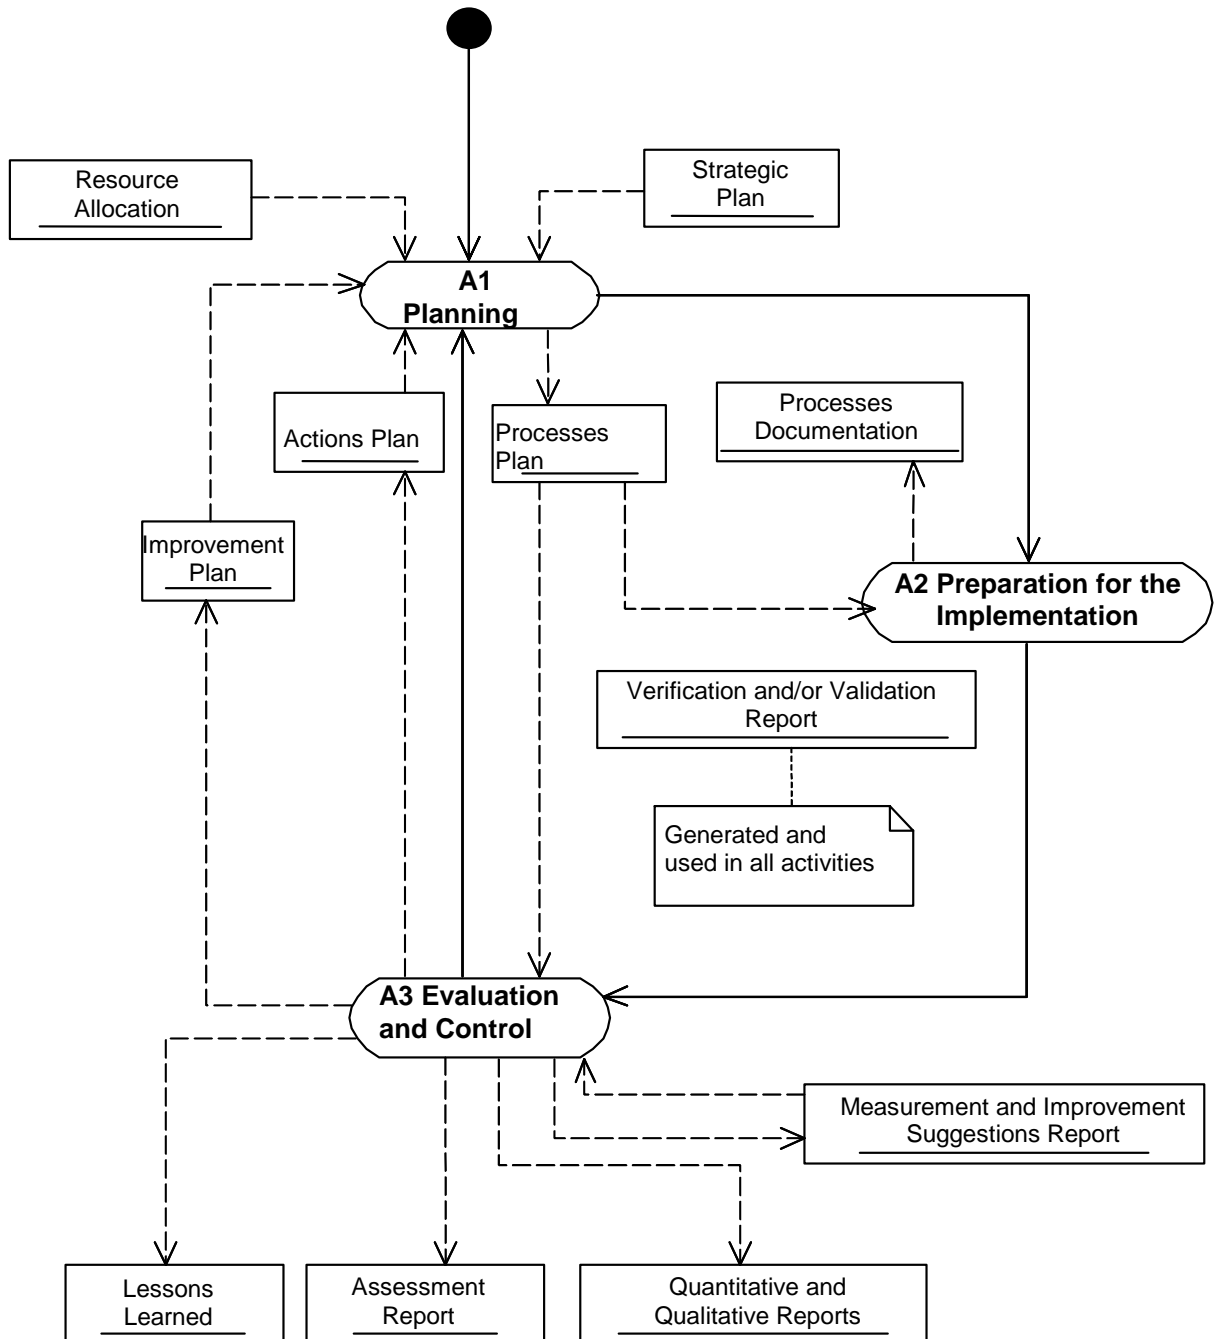 Resource
Allocation
Strategic
Plan
A1
Planning
Actions Plan
Processes
Plan
Processes
Documentation
Improvement
Plan
A2 Preparation for the
Implementation
Verification and/or Validation
Report
Generated and
used in all activities
A3 Evaluation
and Control
Measurement and Improvement
Suggestions Report
Lessons
Learned
Assessment
Report
Quantitative and
Qualitative Reports